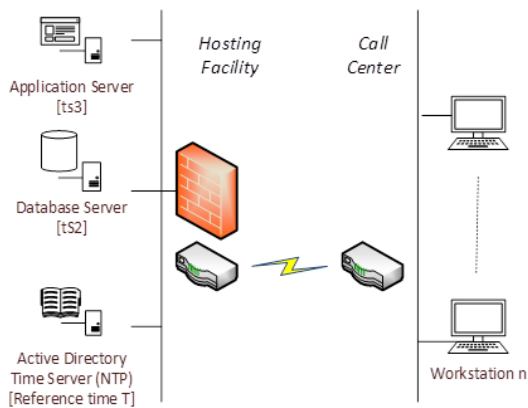 Hosting
Facility
Call
Center
Application Server
[ts3]
Database Server
[tS2]
Active Directory
Time Server (NTP)
[Reference time T]
Workstation n